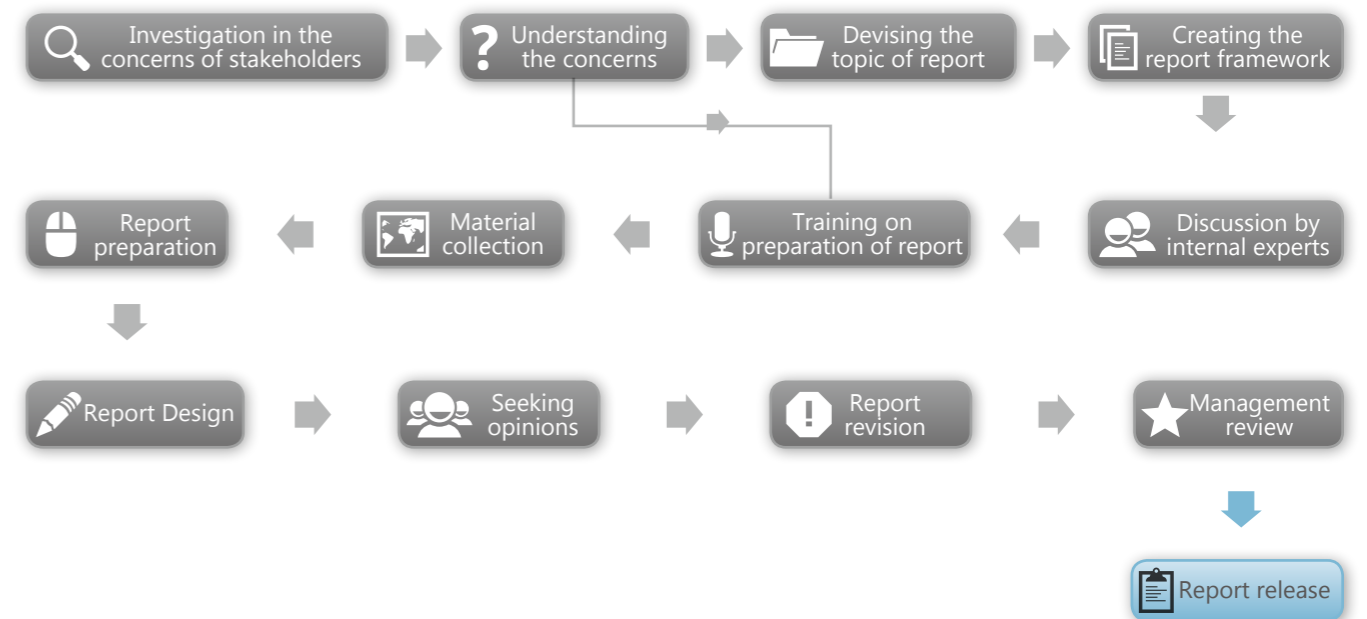 Investigation in the
concerns of stakeholders
Understanding
the concerns
Devising the
topic of report
Creating the
report framework
Discussion by
internal experts
Training on
preparation of report
Material
collection
Report
preparation
Report Design
Seeking
opinions
Report
revision
Management
review
Report release